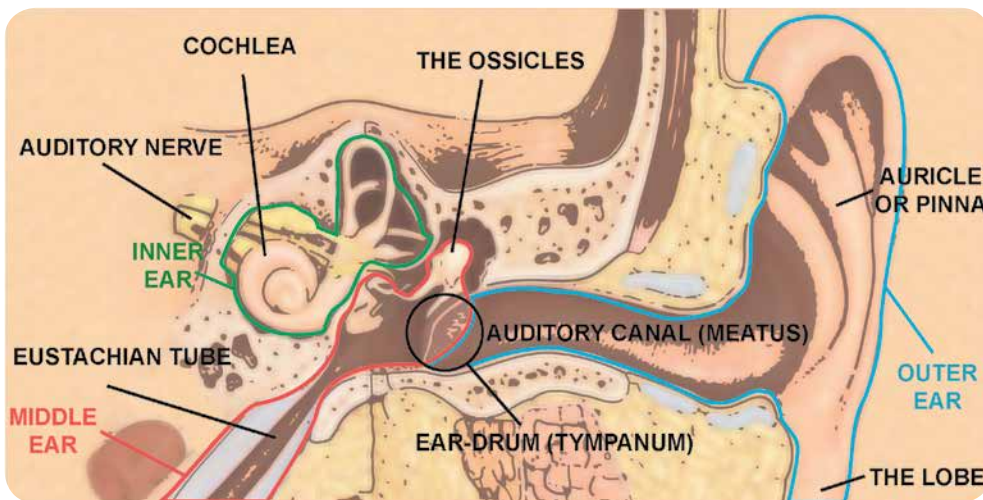 COCHLEA
THE OSSICLES
AUDITORY NERVE
AURICLE
OR PINNA
INNER
EAR
AUDITORY CANAL (MEATUS)
EUSTACHIAN TUBE
OUTER
EAR
MIDDLE
EAR
EAR-DRUM (TYMPANUM)
THE LOBE